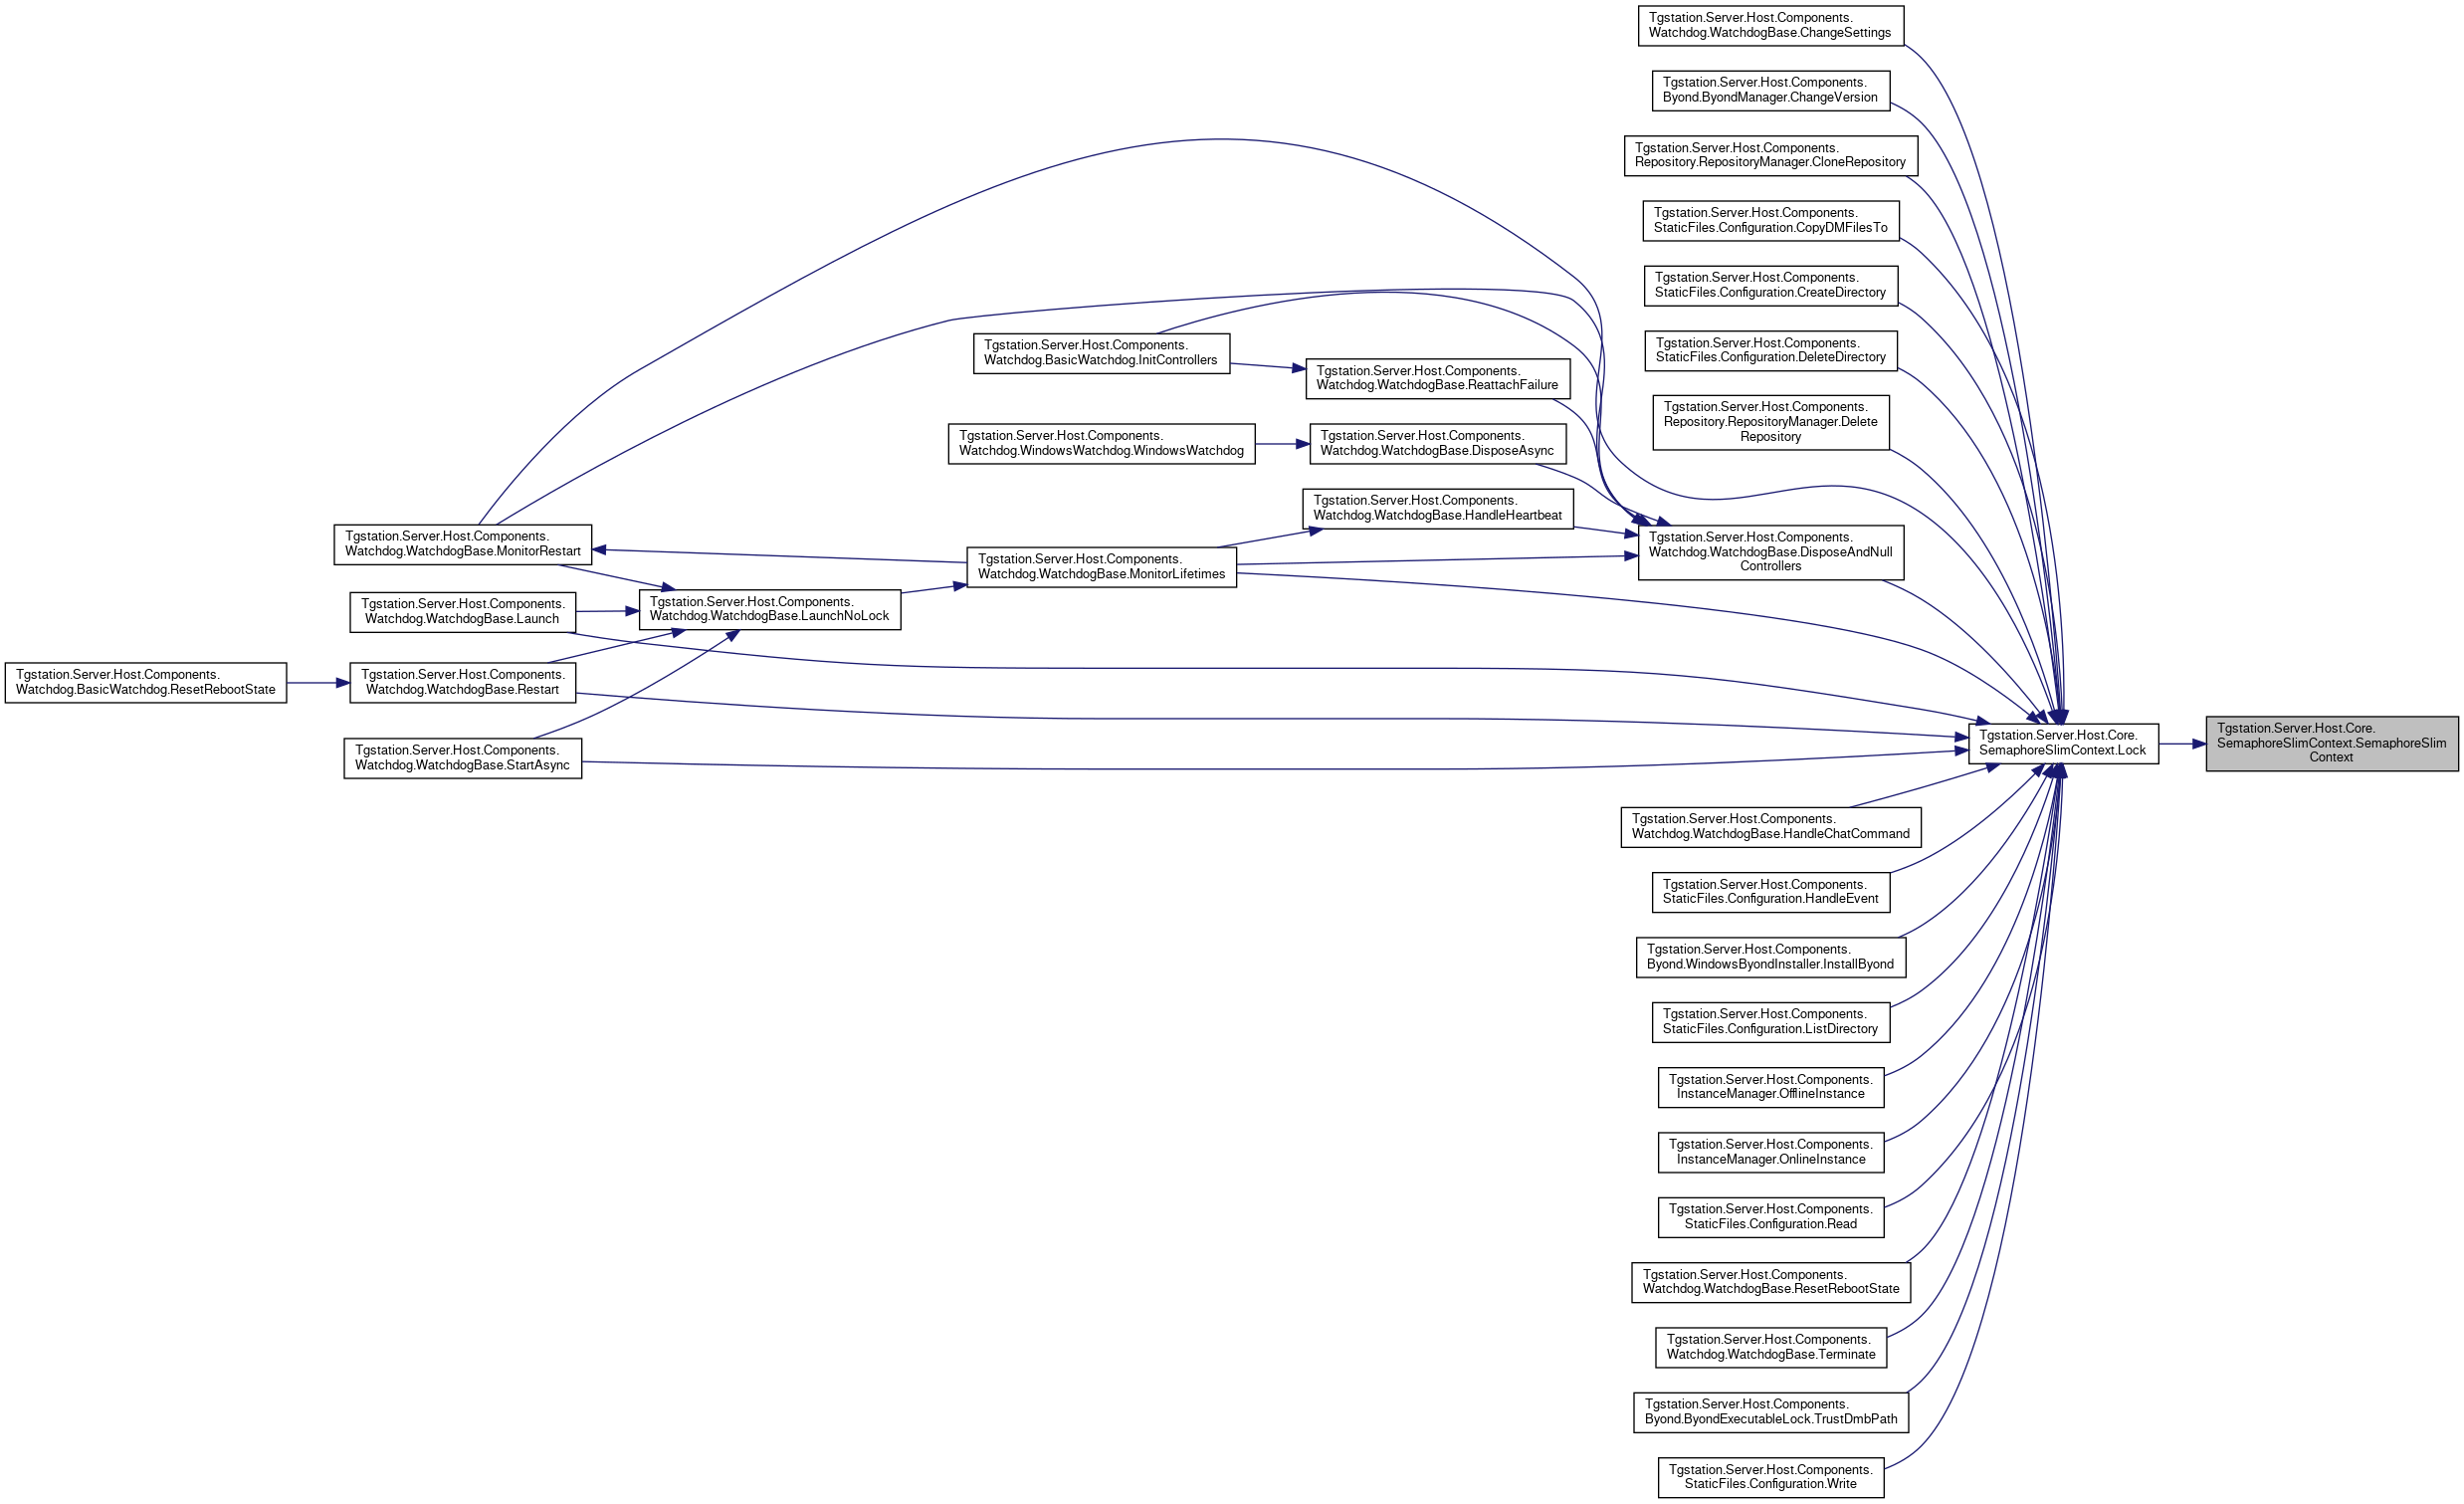 Tgstation.Server.Host.Components.
Watchdog.WatchdogBase.ChangeSettings
Tgstation.Server.Host.Components.
Byond.ByondManager.ChangeVersion
Tgstation.Server.Host.Components.
Repository.RepositoryManager.CloneRepository
Tgstation.Server.Host.Components.
StaticFiles.Configuration.CopyDMFilesTo
Tgstation.Server.Host.Components.
StaticFiles.Configuration.CreateDirectory
Tgstation.Server.Host.Components.
StaticFiles.Configuration.DeleteDirectory
Tgstation.Server.Host.Components.
Repository.RepositoryManager.Delete
Repository
Tgstation.Server.Host.Components.
Watchdog.BasicWatchdog.InitControllers
Tgstation.Server.Host.Components.
Watchdog.WatchdogBase.ReattachFailure
Tgstation.Server.Host.Components.
Watchdog.WindowsWatchdog.WindowsWatchdog
Tgstation.Server.Host.Components.
Watchdog.WatchdogBase.DisposeAsync
Tgstation.Server.Host.Components.
Watchdog.WatchdogBase.HandleHeartbeat
Tgstation.Server.Host.Components.
Watchdog.WatchdogBase.MonitorRestart
Tgstation.Server.Host.Components.
Watchdog.WatchdogBase.MonitorLifetimes
Tgstation.Server.Host.Components.
Watchdog.WatchdogBase.DisposeAndNull
Controllers
Tgstation.Server.Host.Components.
Watchdog.WatchdogBase.Launch
Tgstation.Server.Host.Components.
Watchdog.WatchdogBase.LaunchNoLock
Tgstation.Server.Host.Components.
Watchdog.BasicWatchdog.ResetRebootState
Tgstation.Server.Host.Components.
Watchdog.WatchdogBase.Restart
Tgstation.Server.Host.Components.
Watchdog.WatchdogBase.StartAsync
Tgstation.Server.Host.Core.
SemaphoreSlimContext.Lock
Tgstation.Server.Host.Core.
SemaphoreSlimContext.SemaphoreSlim
Context
Tgstation.Server.Host.Components.
Watchdog.WatchdogBase.HandleChatCommand
Tgstation.Server.Host.Components.
StaticFiles.Configuration.HandleEvent
Tgstation.Server.Host.Components.
Byond.WindowsByondInstaller.InstallByond
Tgstation.Server.Host.Components.
StaticFiles.Configuration.ListDirectory
Tgstation.Server.Host.Components.
InstanceManager.OfflineInstance
Tgstation.Server.Host.Components.
InstanceManager.OnlineInstance
Tgstation.Server.Host.Components.
StaticFiles.Configuration.Read
Tgstation.Server.Host.Components.
Watchdog.WatchdogBase.ResetRebootState
Tgstation.Server.Host.Components.
Watchdog.WatchdogBase.Terminate
Tgstation.Server.Host.Components.
Byond.ByondExecutableLock.TrustDmbPath
Tgstation.Server.Host.Components.
StaticFiles.Configuration.Write